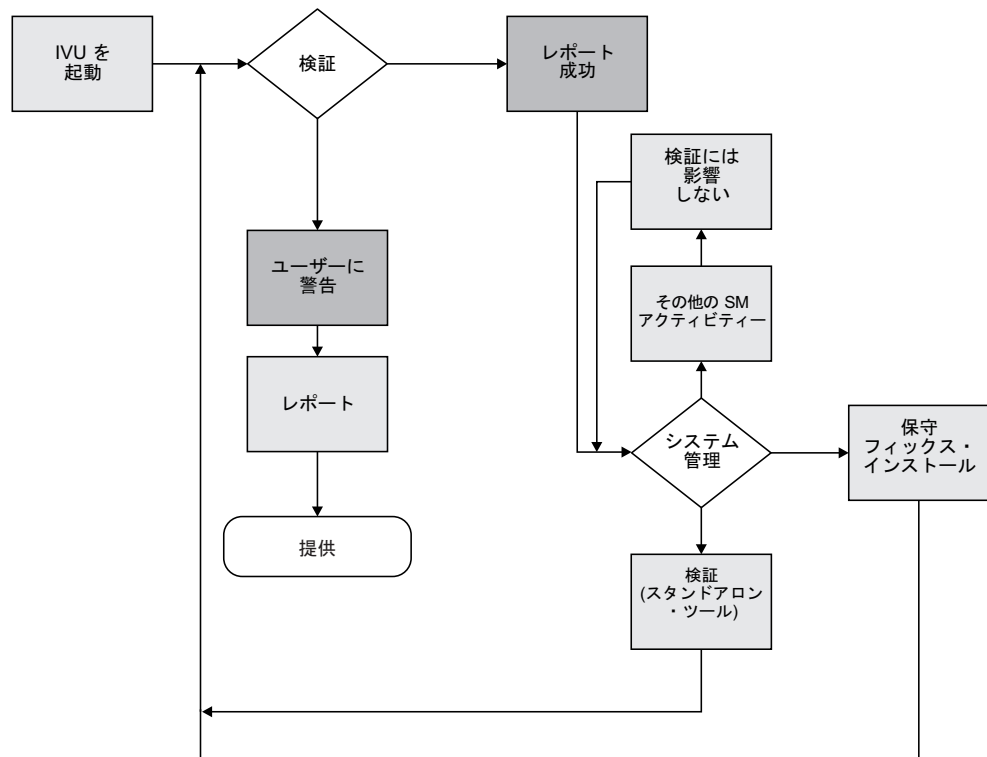 IVU を
起動
検証
レポート
成功
検証には
影響
しない
ユーザーに
警告
その他の SM
アクティビティー
レポート
システム
管理
保守
フィックス・
インストール
提供
検証
(スタンドアロン
・ツール)